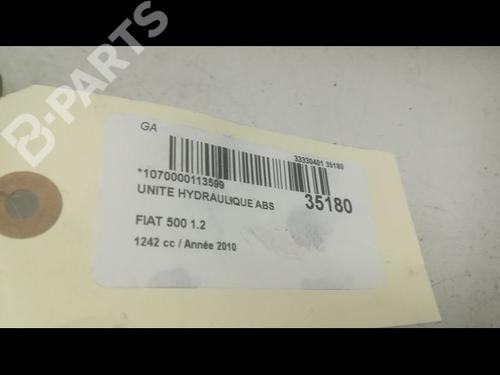 B-PARTS
GA
33330401 35180
*1070000113599
UNITE HYDRAULIQUE ABS
35180
FIAT 500 1.2
1242 cc / Année 2010